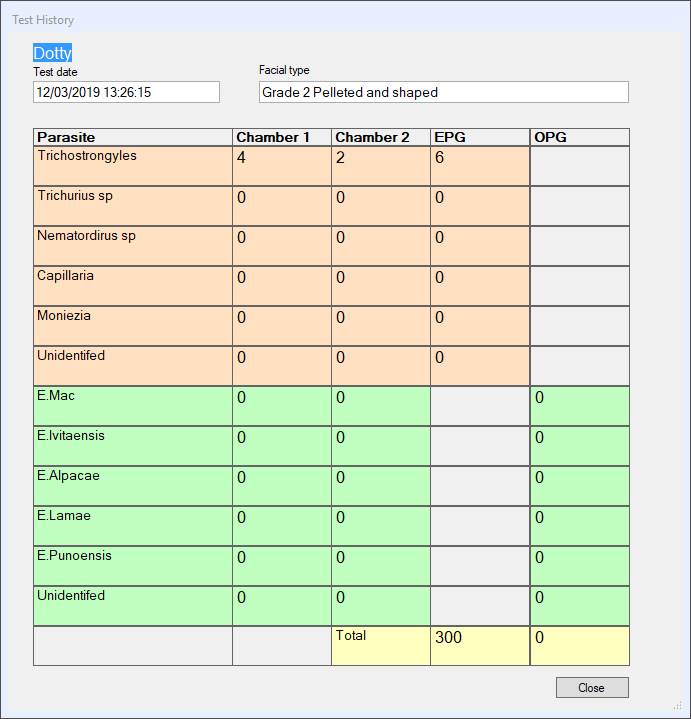 Test History
Dotty
Test date
Facial type
12/03/2019 13:26:15
Grade 2 Pelleted and shaped
Parasite Chamber 1 Chamber 2 EPG OPG
Trichostrongyles 4 2 6
Trichurius sp 0 0 0
Nematordirus sp 0 0 0
Capillaria 0 0 0
Moniezia 0 0 0
Unidentifed 0 0 0
E.Mac 0 0 0
E.Ivitaensis 0 0 0
E.Alpacae 0 0 0
E.Lamae 0 0 0
E.Punoensis 0 0 0
Unidentifed 0 0 0
Total 300 0
Close